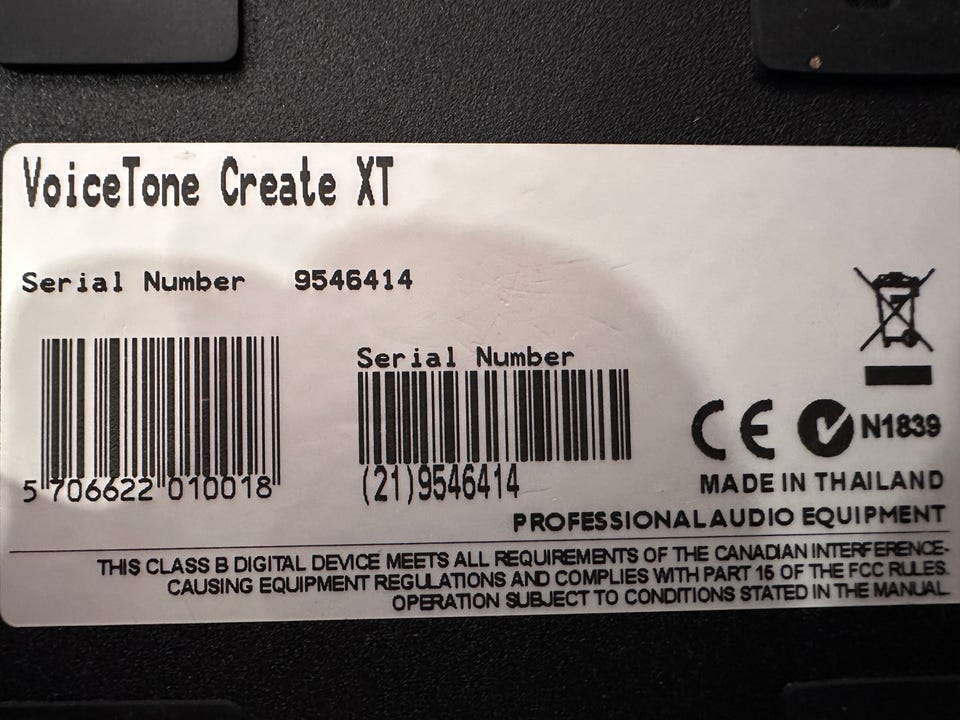 VoiceTone Create XT
Serial Number 9546414
Serial Number
5 706622 010018
(21)9546414
CE N1839
MADE IN THAILAND
PROFESSIONAL AUDIO EQUIPMENT
THIS CLASS B DIGITAL DEVICE MEETS ALL REQUIREMENTS OF THE CANADIAN INTERFERENCE-
CAUSING EQUIPMENT REGULATIONS AND COMPLIES WITH PART 15 OF THE FCC RULES.
OPERATION SUBJECT TO CONDITIONS STATED IN THE MANUAL.